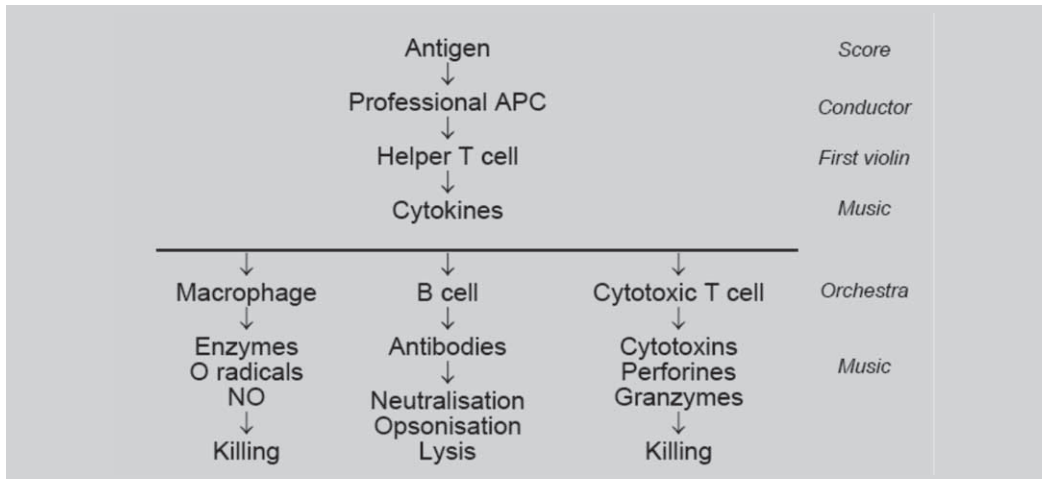 Antigen Score
↓
Professional APC Conductor
↓
Helper T cell First violin
↓
Cytokines Music
↓ ↓ ↓
Macrophage B cell Cytotoxic T cell Orchestra
↓ ↓ ↓
Enzymes Antibodies Cytotoxins
O radicals ↓ Perforines Music
NO Neutralisation Granzymes
↓ Opsonisation ↓
Killing Lysis Killing